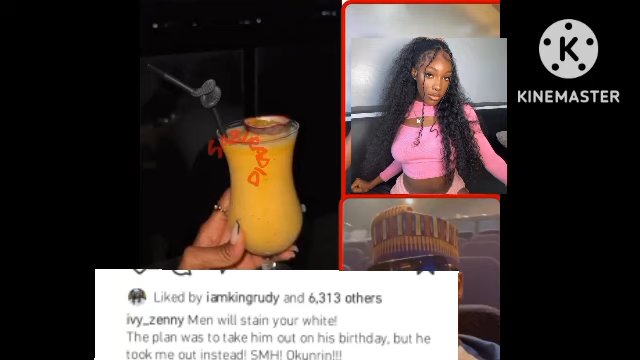 KINEMASTER
Liked by iamkingrudy and 6,313 others
ivy_zenny Men will stain your white!
The plan was to take him out on his birthday, but he
took me out instead! SMH! Okunrin!!!